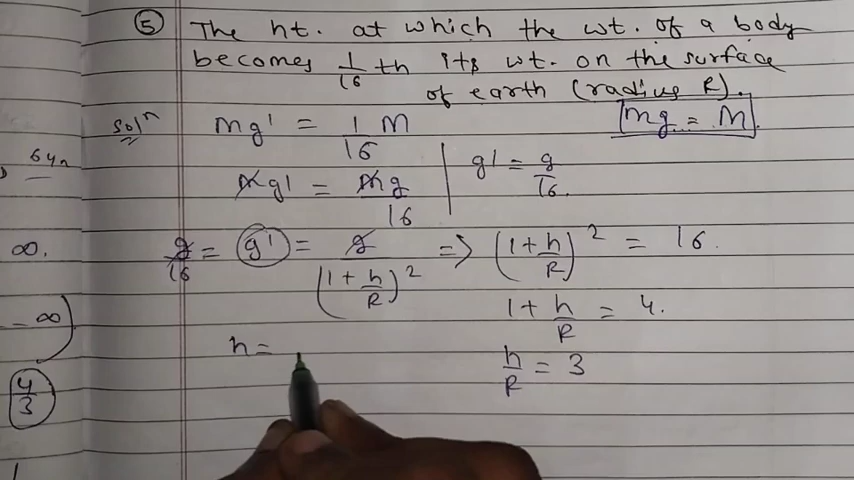 ⑤ The ht. at which the wt. of a body
becomes 1/16 th its wt. on the surface
of earth (radius R).
Solⁿ mg' = 1/16 M
mg = M
mg' = mg/16 | g' = g/16.
g/16 = g' = g/(1 + h/R)² => (1 + h/R)² = 16.
1 + h/R = 4.
h =
h/R = 3
∞.
- ∞)
4/3